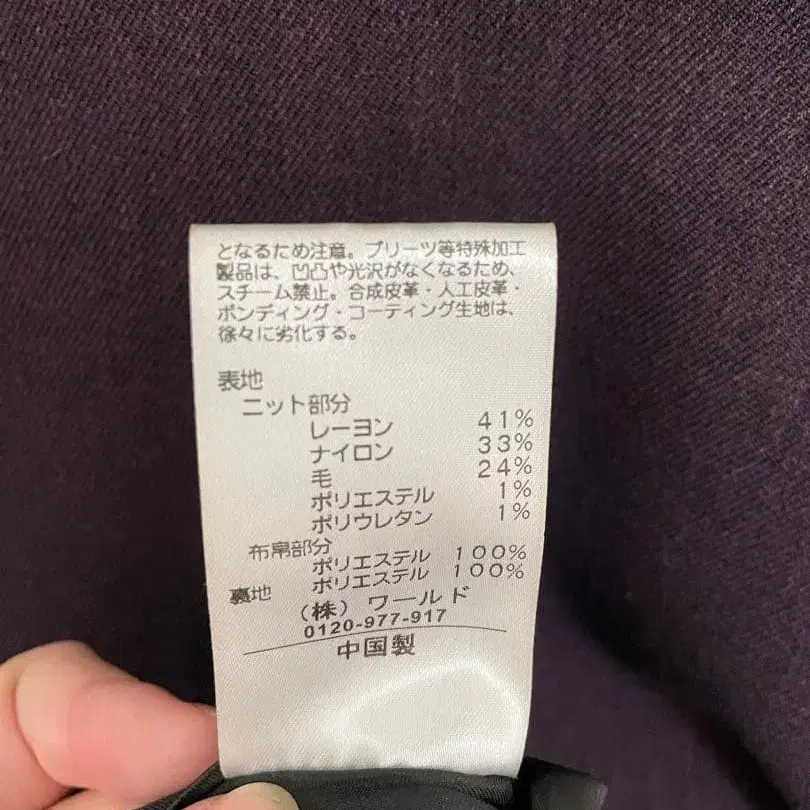 となるため注意。プリーツ等特殊加工
製品は、凹凸や光沢がなくなるため、
スチーム禁止。合成皮革・人工皮革・
ボンディング・コーティング生地は、
徐々に劣化する。
表地
ニット部分
レーヨン 41%
ナイロン 33%
毛 24%
ポリエステル 1%
ポリウレタン 1%
布帛部分
ポリエステル 100%
裏地 ポリエステル 100%
(株) ワールド
0120-977-917
中国製